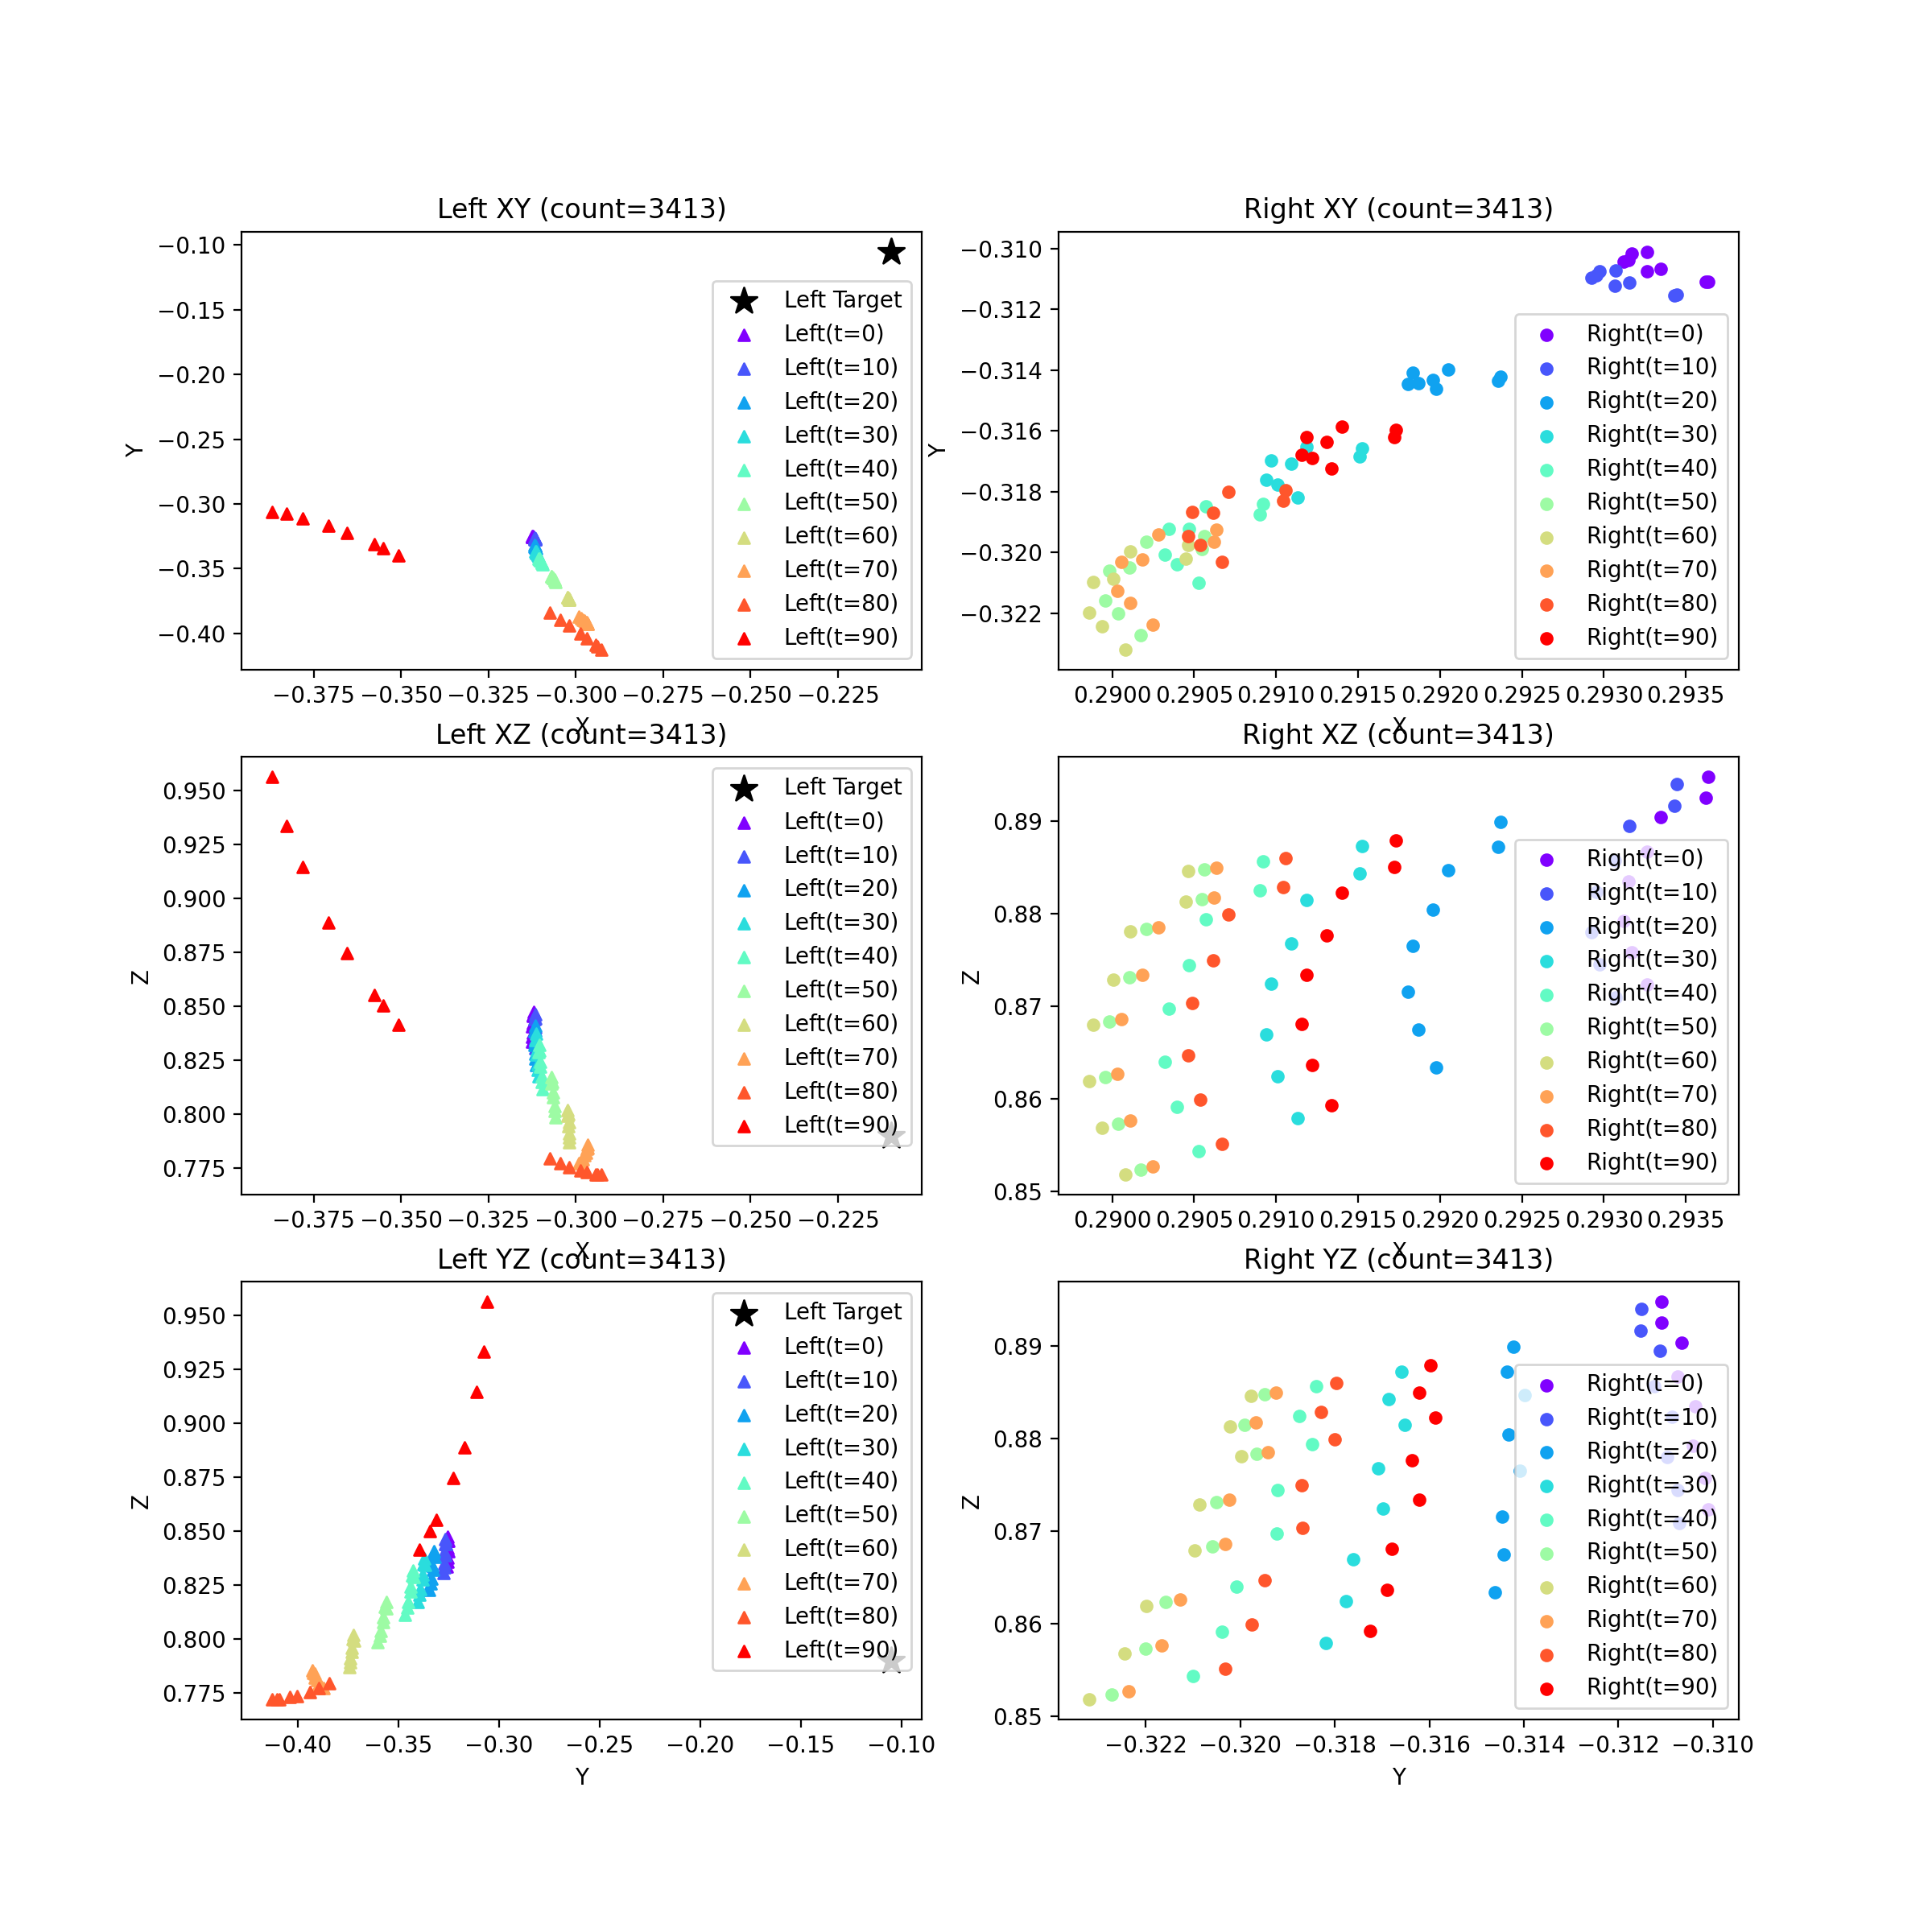 Left XY (count=3413)
−0.10
−0.15
−0.20
−0.25
−0.30
−0.35
−0.40
Y
−0.375 −0.350 −0.325 −0.300 −0.275 −0.250 −0.225
X
Left Target
Left(t=0)
Left(t=10)
Left(t=20)
Left(t=30)
Left(t=40)
Left(t=50)
Left(t=60)
Left(t=70)
Left(t=80)
Left(t=90)
Right XY (count=3413)
−0.310
−0.312
−0.314
−0.316
−0.318
−0.320
−0.322
Y
0.2900 0.2905 0.2910 0.2915 0.2920 0.2925 0.2930 0.2935
X
Right(t=0)
Right(t=10)
Right(t=20)
Right(t=30)
Right(t=40)
Right(t=50)
Right(t=60)
Right(t=70)
Right(t=80)
Right(t=90)
Left XZ (count=3413)
0.950
0.925
0.900
0.875
0.850
0.825
0.800
0.775
Z
−0.375 −0.350 −0.325 −0.300 −0.275 −0.250 −0.225
X
Left Target
Left(t=0)
Left(t=10)
Left(t=20)
Left(t=30)
Left(t=40)
Left(t=50)
Left(t=60)
Left(t=70)
Left(t=80)
Left(t=90)
Right XZ (count=3413)
0.89
0.88
0.87
0.86
0.85
Z
0.2900 0.2905 0.2910 0.2915 0.2920 0.2925 0.2930 0.2935
X
Right(t=0)
Right(t=10)
Right(t=20)
Right(t=30)
Right(t=40)
Right(t=50)
Right(t=60)
Right(t=70)
Right(t=80)
Right(t=90)
Left YZ (count=3413)
0.950
0.925
0.900
0.875
0.850
0.825
0.800
0.775
Z
−0.40 −0.35 −0.30 −0.25 −0.20 −0.15 −0.10
Y
Left Target
Left(t=0)
Left(t=10)
Left(t=20)
Left(t=30)
Left(t=40)
Left(t=50)
Left(t=60)
Left(t=70)
Left(t=80)
Left(t=90)
Right YZ (count=3413)
0.89
0.88
0.87
0.86
0.85
Z
−0.322 −0.320 −0.318 −0.316 −0.314 −0.312 −0.310
Y
Right(t=0)
Right(t=10)
Right(t=20)
Right(t=30)
Right(t=40)
Right(t=50)
Right(t=60)
Right(t=70)
Right(t=80)
Right(t=90)